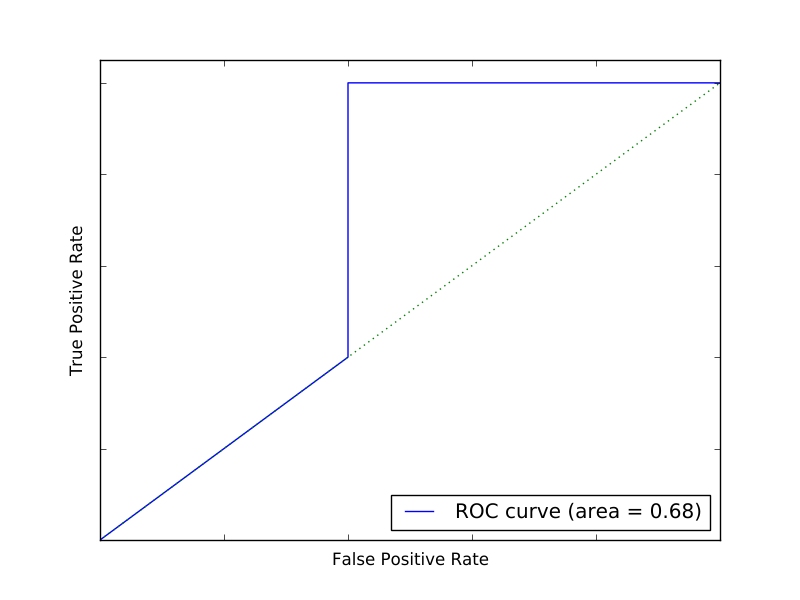 True Positive Rate
ROC curve (area = 0.68)
False Positive Rate